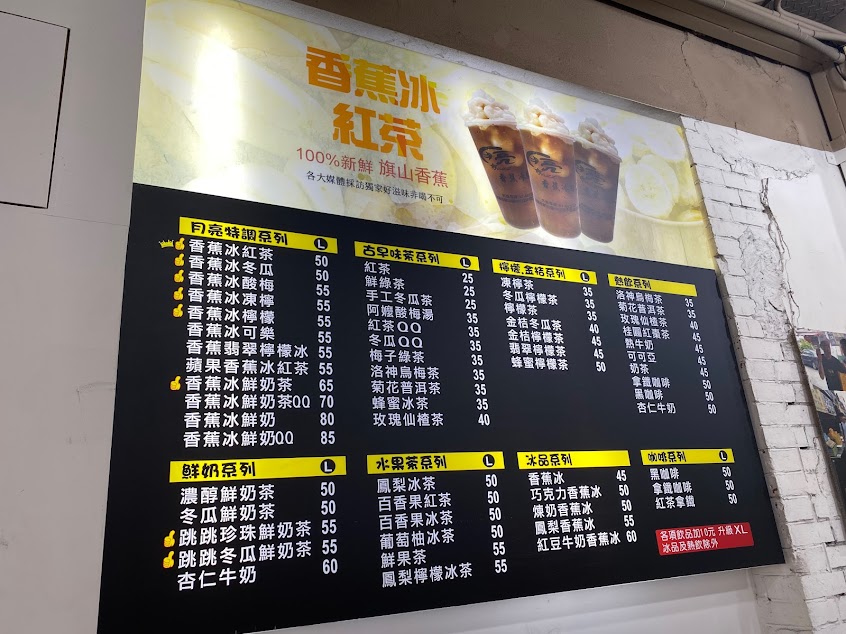 香蕉冰
紅茶
100%新鮮 旗山香蕉
各大媒體採訪獨家好滋味非喝不可
月亮特調系列 L
香蕉冰紅茶 50
香蕉冰冬瓜 50
香蕉冰酸梅 55
香蕉冰凍檸 55
香蕉冰檸檬 55
香蕉冰可樂 55
香蕉翡翠檸檬冰 55
蘋果香蕉冰紅茶 55
香蕉冰鮮奶茶 65
香蕉冰鮮奶茶QQ 70
香蕉冰鮮奶 80
香蕉冰鮮奶QQ 85
古早味茶系列 L
紅茶 25
鮮綠茶 25
手工冬瓜茶 25
阿嬤酸梅湯 35
紅茶QQ 35
冬瓜QQ 35
梅子綠茶 35
洛神烏梅茶 35
菊花普洱茶 35
蜂蜜冰茶 35
玫瑰仙楂茶 40
檸檬.金桔系列 L
凍檸茶 35
冬瓜檸檬茶 35
檸檬茶 35
金桔冬瓜茶 40
金桔檸檬茶 45
翡翠檸檬茶 45
蜂蜜檸檬茶 50
熱飲系列
洛神烏梅茶 35
菊花普洱茶 35
玫瑰仙楂茶 40
桂圓紅棗茶 45
熱牛奶 45
可可亞 45
奶茶 45
拿鐵咖啡 50
黑咖啡 50
杏仁牛奶 50
鮮奶系列 L
濃醇鮮奶茶 50
冬瓜鮮奶茶 50
跳跳珍珠鮮奶茶 55
跳跳冬瓜鮮奶茶 55
杏仁牛奶 60
水果茶系列 L
鳳梨冰茶 50
百香果紅茶 50
百香果冰茶 50
葡萄柚冰茶 50
鮮果茶 55
鳳梨檸檬冰茶 55
冰品系列
香蕉冰 45
巧克力香蕉冰 50
煉奶香蕉冰 50
鳳梨香蕉冰 55
紅豆牛奶香蕉冰 60
咖啡系列 L
黑咖啡 50
拿鐵咖啡 50
紅茶拿鐵 50
各項飲品加10元 升級XL
冰品及熱飲除外